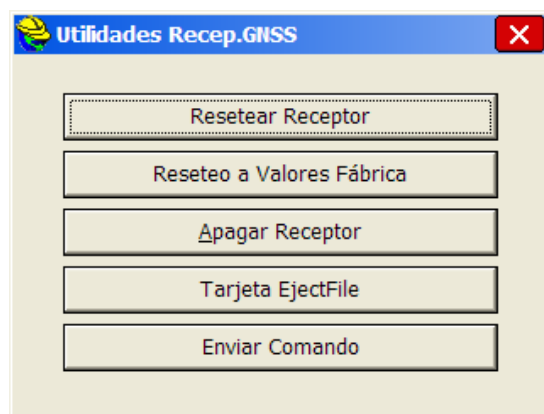 Utilidades Recep.GNSS
Resetear Receptor
Reseteo a Valores Fábrica
Apagar Receptor
Tarjeta EjectFile
Enviar Comando